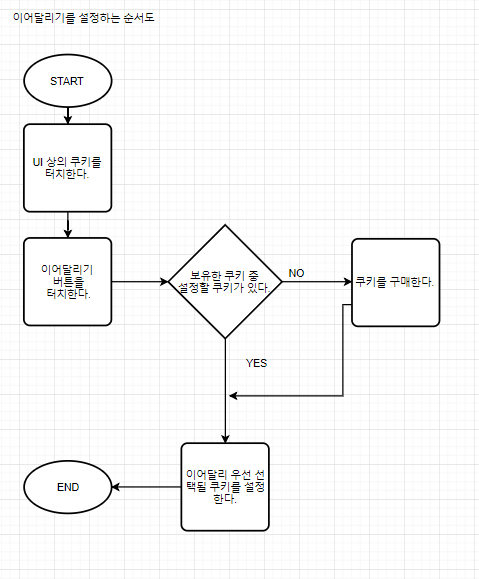 이어달리기를 설정하는 순서도
START
UI 상의 쿠키를
터치한다.
이어달리기
버튼을
터치한다.
보유한 쿠키 중
설정할 쿠키가 있다.
NO
쿠키를 구매한다.
YES
이어달리 우선 선
택될 쿠키를 설정
한다.
END